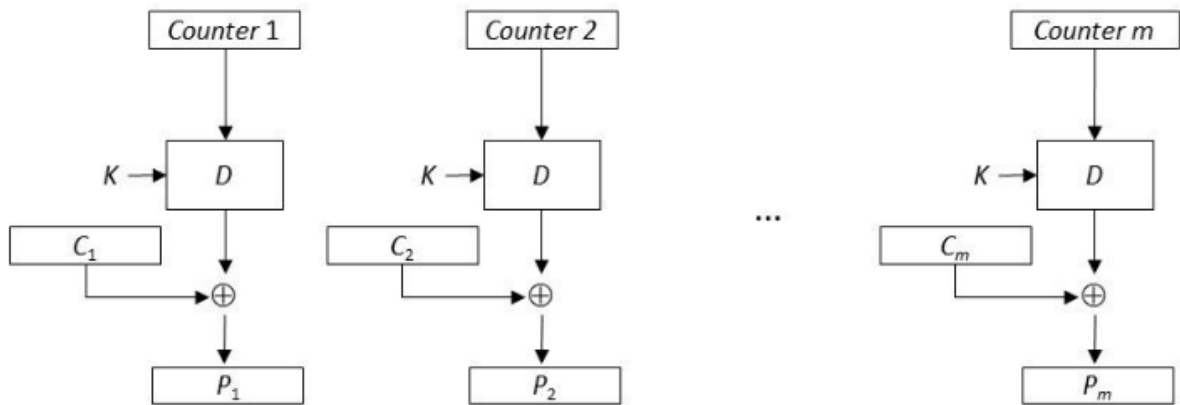 Counter 1 Counter 2 Counter m
K D K D ... K D
C₁ C₂ Cₘ
P₁ P₂ Pₘ